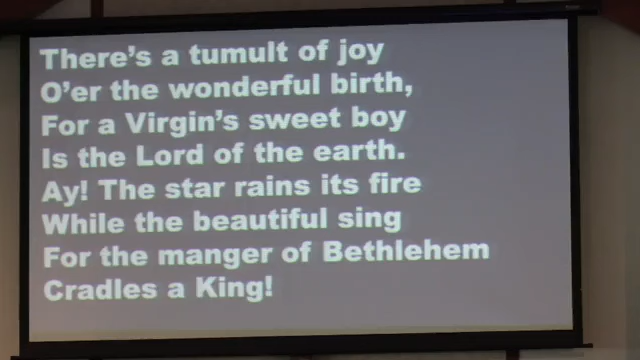 There's a tumult of joy
O'er the wonderful birth,
For a Virgin's sweet boy
Is the Lord of the earth.
Ay! The star rains its fire
While the beautiful sing
For the manger of Bethlehem
Cradles a King!